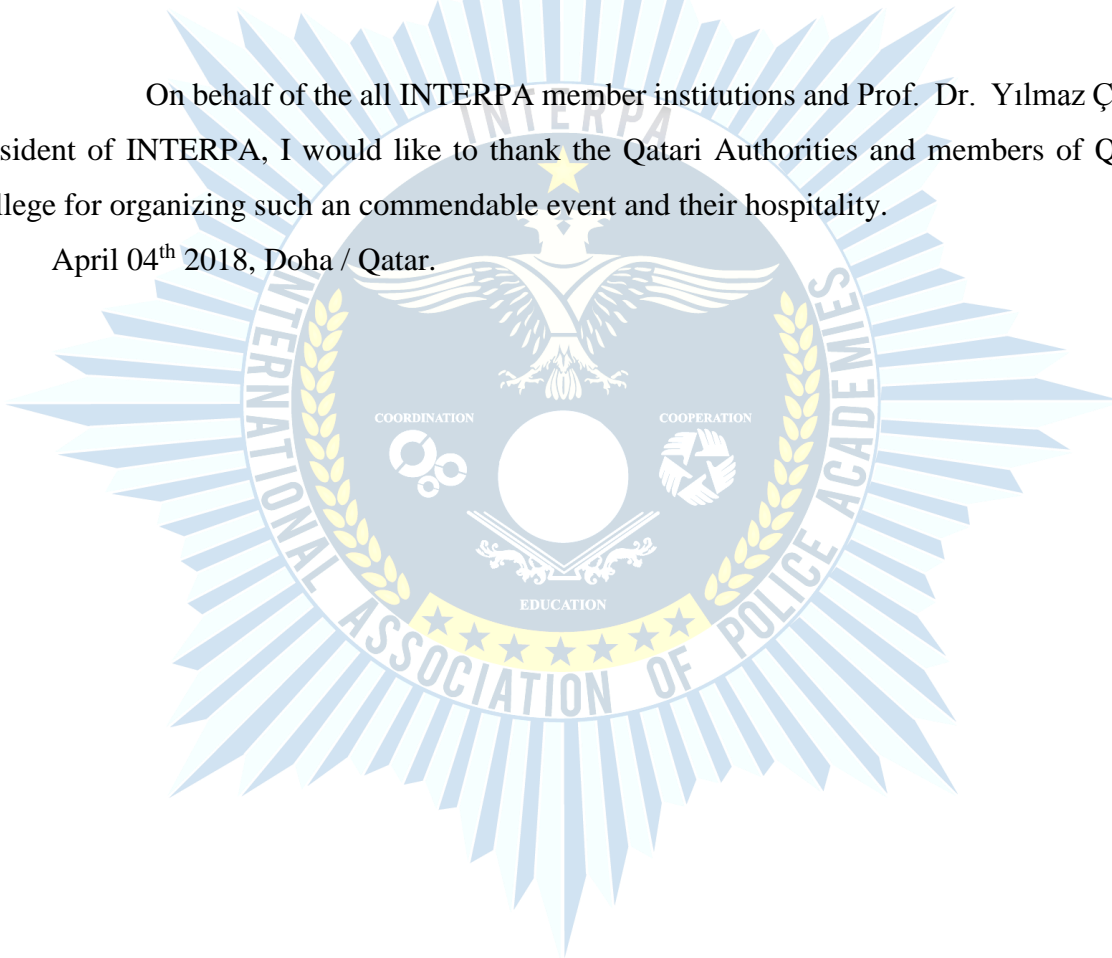 On behalf of the all INTERPA member institutions and Prof. Dr. Yılmaz Ç
sident of INTERPA, I would like to thank the Qatari Authorities and members of Q
llege for organizing such an commendable event and their hospitality.
April 04th 2018, Doha / Qatar.
INTERPA
COORDINATION
COOPERATION
EDUCATION
INTERNATIONAL ASSOCIATION OF POLICE ACADEMIES